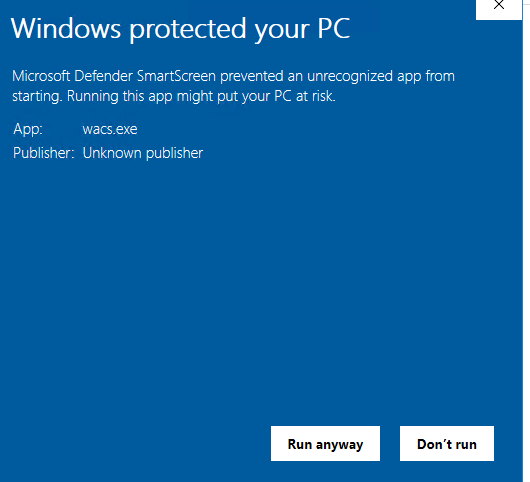 Windows protected your PC
Microsoft Defender SmartScreen prevented an unrecognized app from
starting. Running this app might put your PC at risk.
App: wacs.exe
Publisher: Unknown publisher
Run anyway Don't run